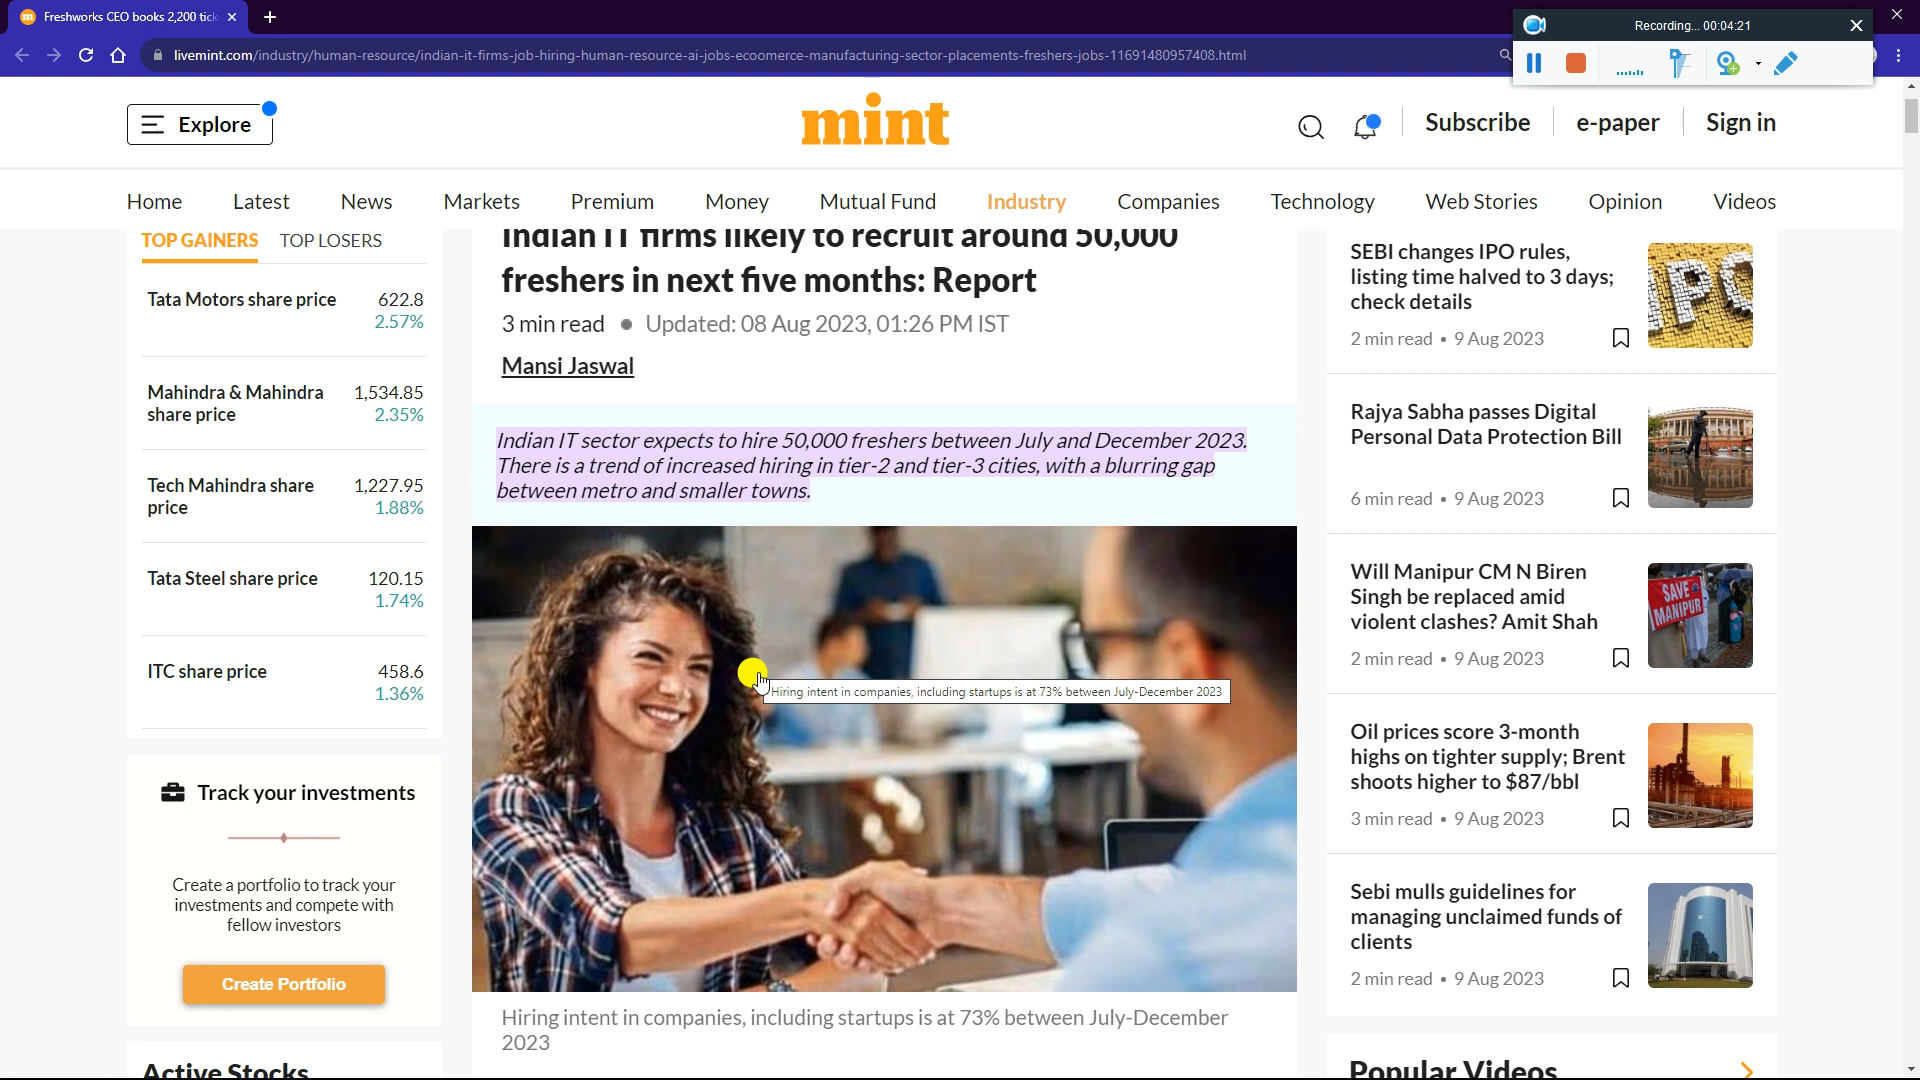 Freshworks CEO books 2,200 tick
Recording... 00:04:21
livemint.com/industry/human-resource/indian-it-firms-job-hiring-human-resource-ai-jobs-ecoomerce-manufacturing-sector-placements-freshers-jobs-11691480957408.html
Explore
mint
Subscribe
e-paper
Sign in
Home
Latest
News
Markets
Premium
Money
Mutual Fund
Industry
Companies
Technology
Web Stories
Opinion
Videos
TOP GAINERS
TOP LOSERS
Tata Motors share price 622.8
2.57%
Mahindra & Mahindra 1,534.85
share price 2.35%
Tech Mahindra share 1,227.95
price 1.88%
Tata Steel share price 120.15
1.74%
ITC share price 458.6
1.36%
Track your investments
Create a portfolio to track your
investments and compete with
fellow investors
Create Portfolio
Active Stocks
Indian IT firms likely to recruit around 50,000
freshers in next five months: Report
3 min read • Updated: 08 Aug 2023, 01:26 PM IST
Mansi Jaswal
Indian IT sector expects to hire 50,000 freshers between July and December 2023.
There is a trend of increased hiring in tier-2 and tier-3 cities, with a blurring gap
between metro and smaller towns.
Hiring intent in companies, including startups is at 73% between July-December 2023
Hiring intent in companies, including startups is at 73% between July-December
2023
SEBI changes IPO rules,
listing time halved to 3 days;
check details
2 min read • 9 Aug 2023
IPO
Rajya Sabha passes Digital
Personal Data Protection Bill
6 min read • 9 Aug 2023
Will Manipur CM N Biren
Singh be replaced amid
violent clashes? Amit Shah
2 min read • 9 Aug 2023
SAVE
MANIPUR
Oil prices score 3-month
highs on tighter supply; Brent
shoots higher to $87/bbl
3 min read • 9 Aug 2023
Sebi mulls guidelines for
managing unclaimed funds of
clients
2 min read • 9 Aug 2023
Popular Videos